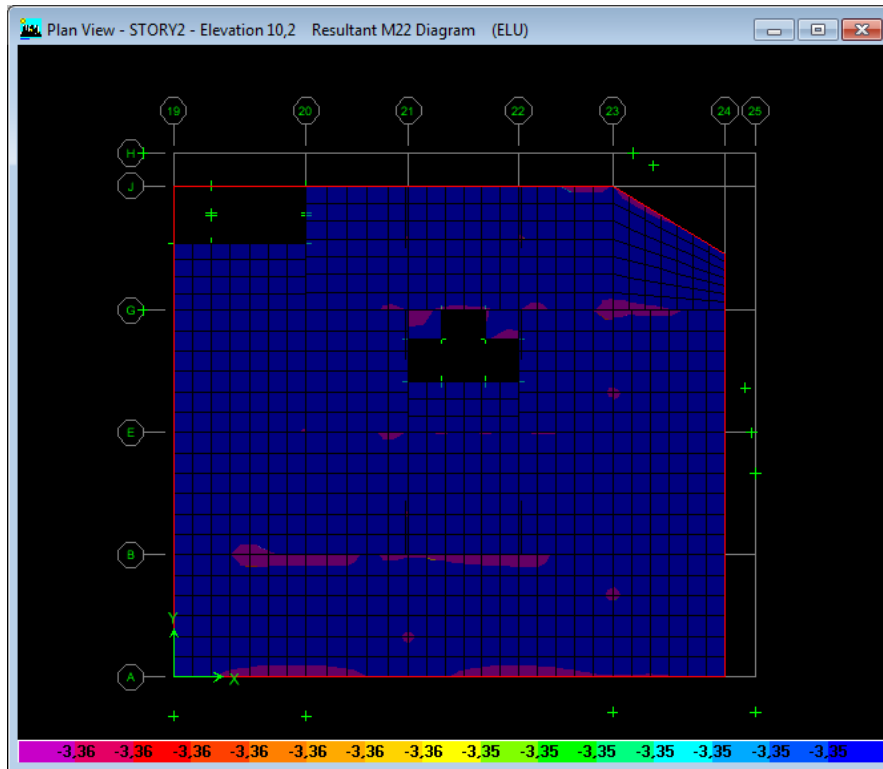 Plan View - STORY2 - Elevation 10,2 Resultant M22 Diagram (ELU)
19 20 21 22 23 24 25
H
J
G
E
B
Y
A
X
-3,36 -3,36 -3,36 -3,36 -3,36 -3,36 -3,35 -3,35 -3,35 -3,35 -3,35 -3,35 -3,35 -3,35